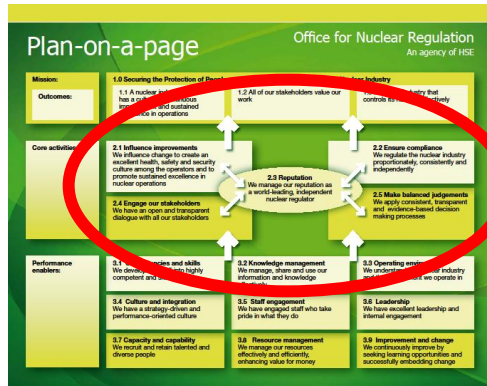 Plan-on-a-page
Office for Nuclear Regulation
An agency of HSE
Mission:
1.0 Securing the Protection of People
Industry
Outcomes:
1.1 A nuclear
has a
and sustained
in operations
1.2 All of our stakeholders value our
work
that
controls its
Core activities:
2.1 Influence improvements
We influence change to create an
excellent health, safety and security
culture among the operators and to
promote sustained excellence in
nuclear operations
2.2 Ensure compliance
We regulate the nuclear industry
proportionately, consistently and
independently
2.3 Reputation
We manage our reputation as
a world-leading, independent
nuclear regulator
2.4 Engage our stakeholders
We have an open and transparent
dialogue with all our stakeholders
2.5 Make balanced judgements
We apply consistent, transparent
and evidence-based decision
making processes
Performance
enablers:
3.1 and skills
We develop into highly
competent and
3.2 Knowledge management
We manage, share and use our
information and knowledge
3.3 Operating
We understand industry
and the we operate in
3.4 Culture and integration
We have a strategy-driven and
performance-oriented culture
3.5 Staff engagement
We have engaged staff who take
pride in what they do
3.6 Leadership
We have excellent leadership and
internal engagement
3.7 Capacity and capability
We recruit and retain talented and
diverse people
3.8 Resource management
We manage our resources
effectively and efficiently,
enhancing value for money
3.9 Improvement and change
We continuously improve by
seeking learning opportunities and
successfully embedding change